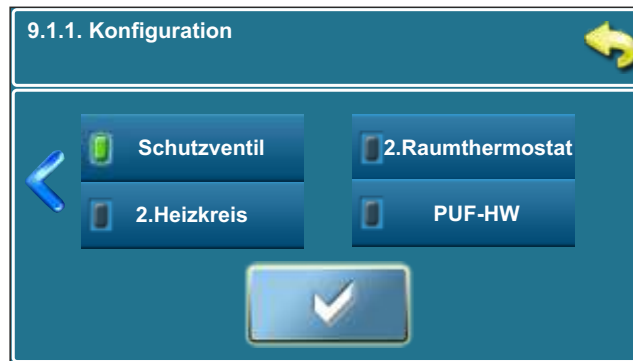 9.1.1. Konfiguration
Schutzventil
2.Raumthermostat
2.Heizkreis
PUF-HW